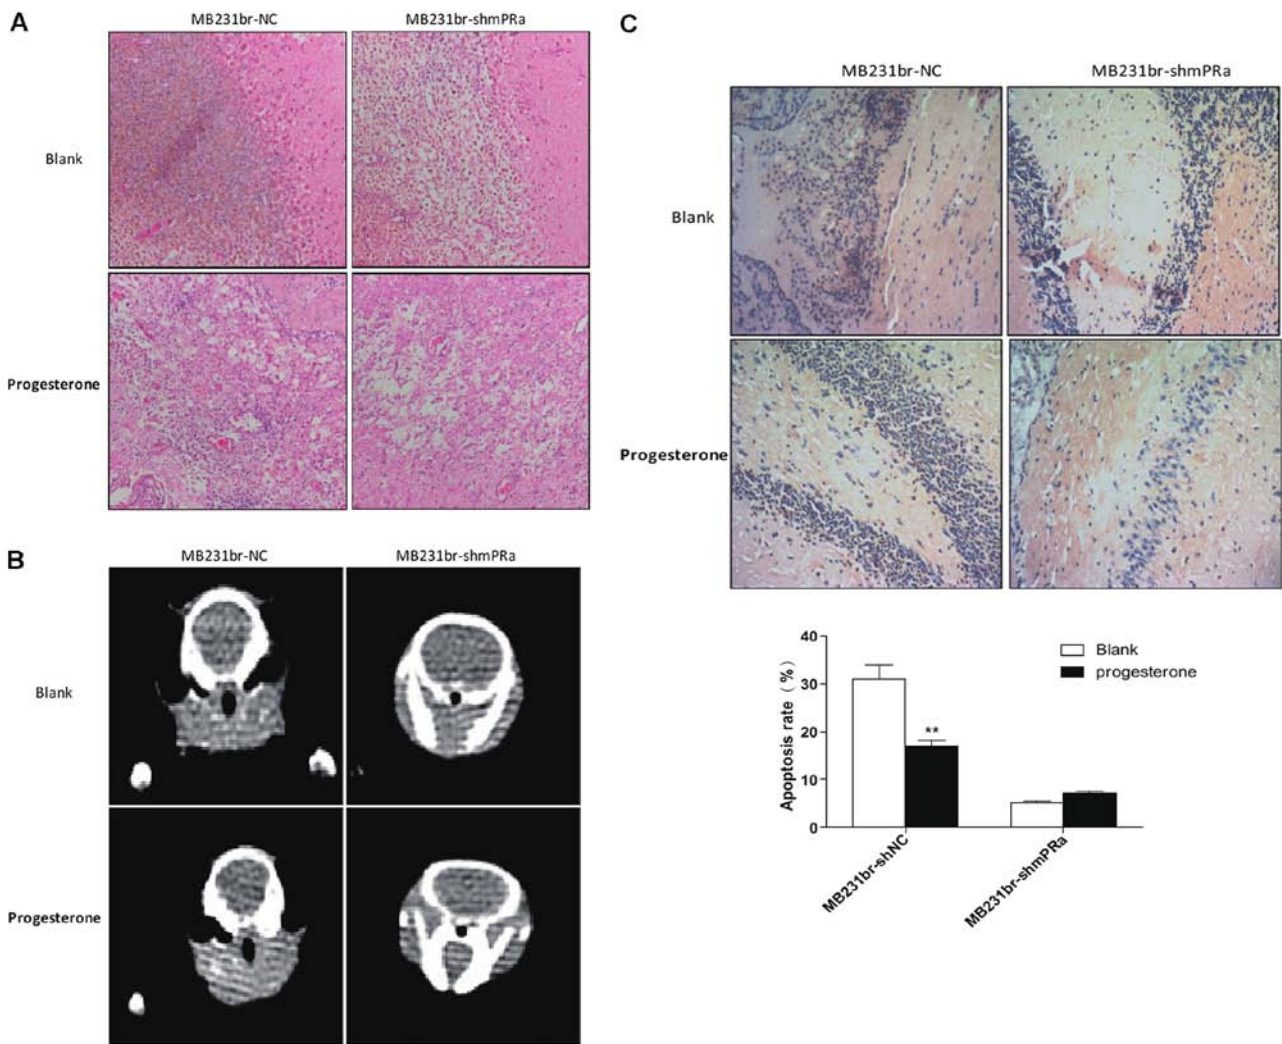 A
MB231br-NC MB231br-shmPRa
Blank
Progesterone
B
MB231br-NC MB231br-shmPRa
Blank
Progesterone
C
MB231br-NC MB231br-shmPRa
Blank
Progesterone
Apoptosis rate（%）
40
30
20
10
0
**
Blank
progesterone
MB231br-shNC
MB231br-shmPRa